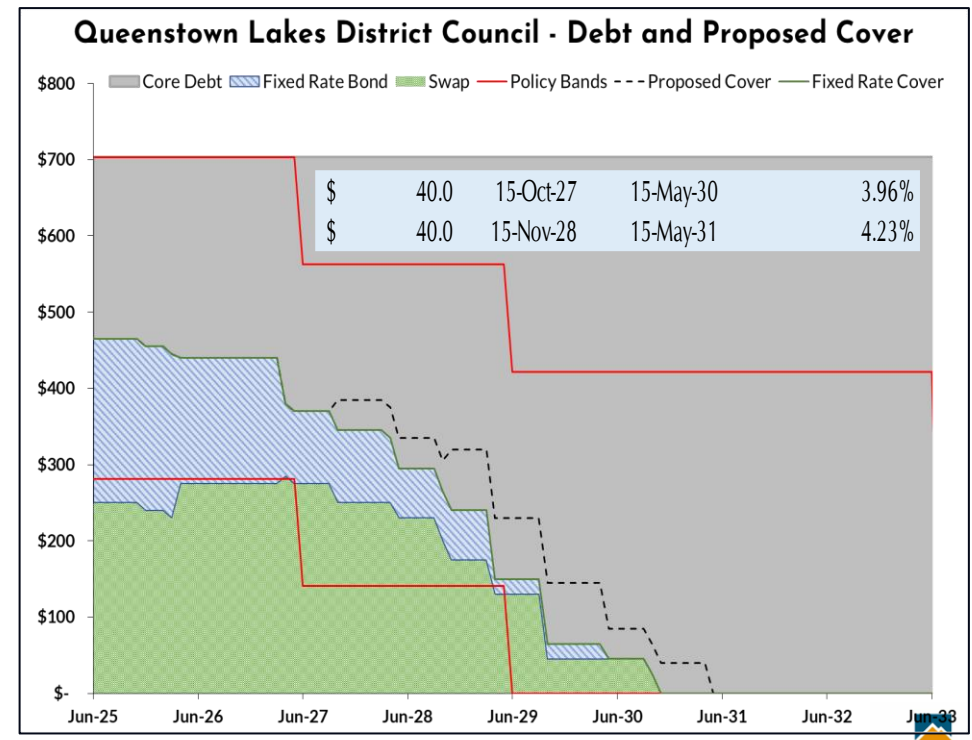 Queenstown Lakes District Council - Debt and Proposed Cover
Core Debt Fixed Rate Bond Swap Policy Bands Proposed Cover Fixed Rate Cover
$800
$700
$600
$500
$400
$300
$200
$100
$-
$ 40.0 15-Oct-27 15-May-30 3.96%
$ 40.0 15-Nov-28 15-May-31 4.23%
Jun-25 Jun-26 Jun-27 Jun-28 Jun-29 Jun-30 Jun-31 Jun-32 Jun-33